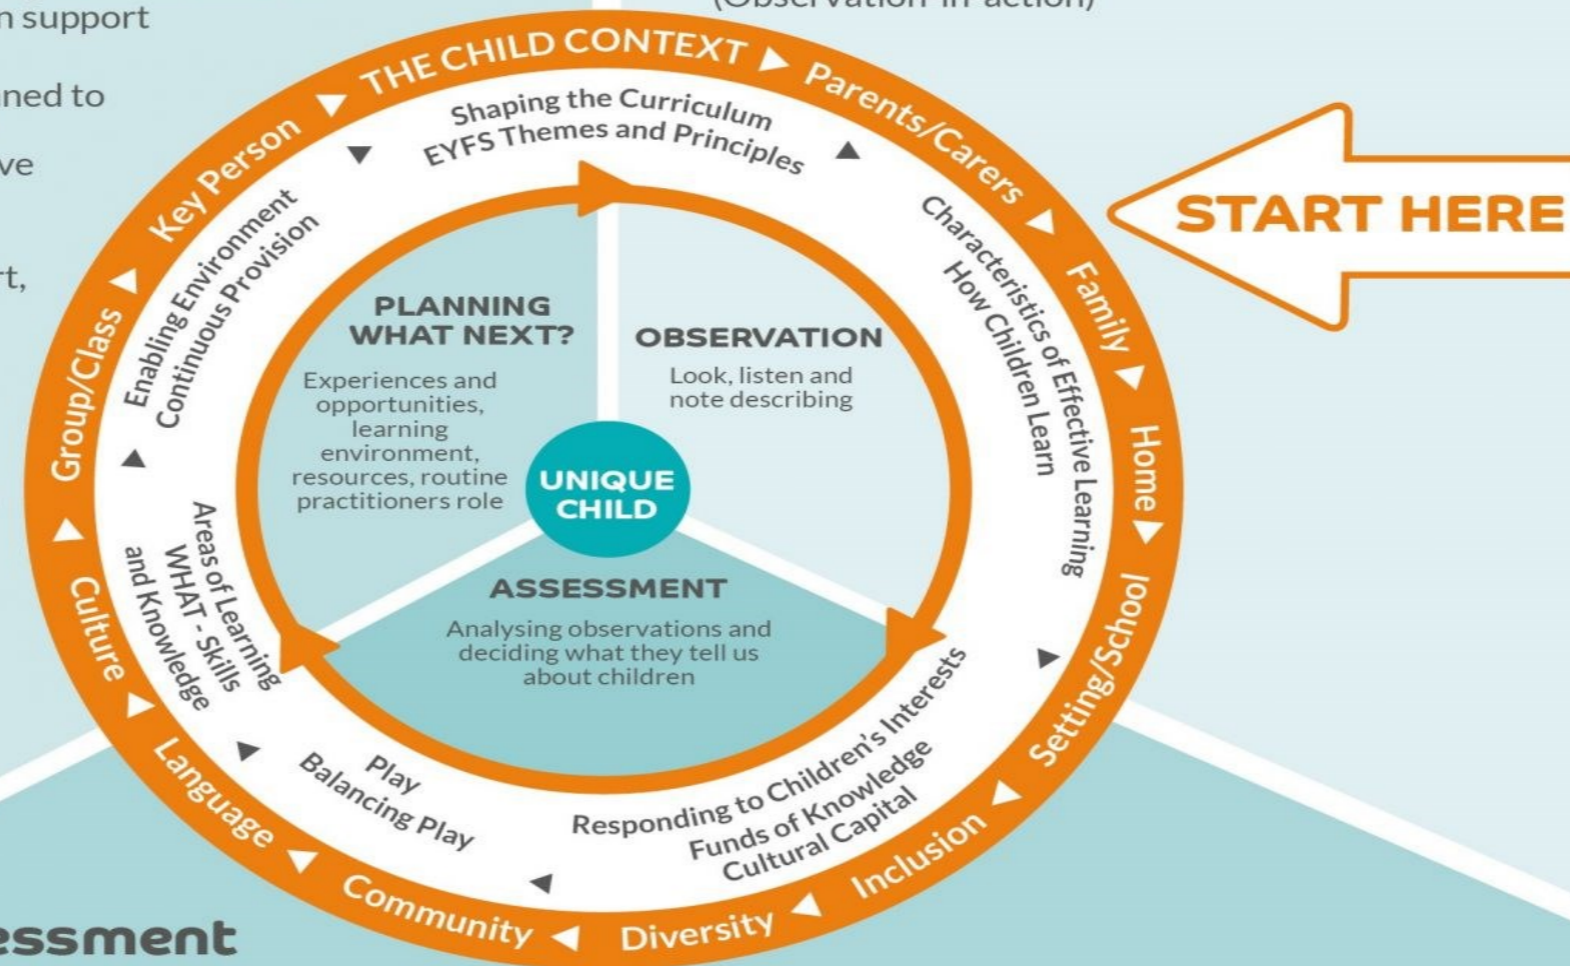 support
(Observation-in-action)
ned to
ve
rt,
START HERE
THE CHILD CONTEXT ▶ Parents/Carers ▶ Family ▶ Home ▶ Setting/School ◀ Inclusion ◀ Diversity ◀ Community ◀ Language ◀ Culture ▶ Group/Class ▶ Key Person ▶
Shaping the Curriculum
EYFS Themes and Principles
Characteristics of Effective Learning
How Children Learn
Responding to Children's Interests
Funds of Knowledge
Cultural Capital
Play
Balancing Play
Areas of Learning
WHAT - Skills
and Knowledge
Enabling Environment
Continuous Provision
PLANNING
WHAT NEXT?
Experiences and
opportunities,
learning
environment,
resources, routine
practitioners role
OBSERVATION
Look, listen and
note describing
UNIQUE
CHILD
ASSESSMENT
Analysing observations and
deciding what they tell us
about children
essment